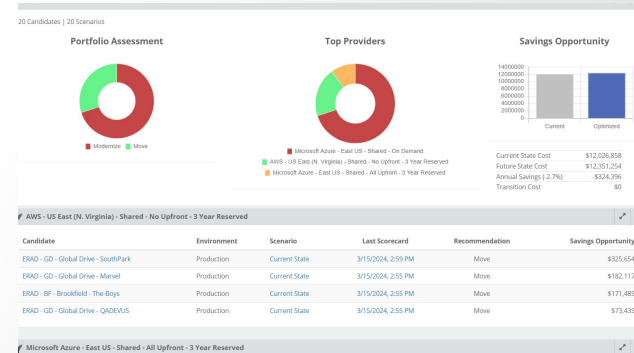 20 Candidates | 20 Scenarios
Portfolio Assessment
Modernize Move
Top Providers
Microsoft Azure - East US - Shared - On Demand
AWS - US East (N. Virginia) - Shared - No Upfront - 3 Year Reserved
Microsoft Azure - East US - Shared - All Upfront - 3 Year Reserved
Savings Opportunity
14000000
12000000
10000000
8000000
6000000
4000000
2000000
0
Current Optimized
Current State Cost $12,026,858
Future State Cost $12,351,254
Annual Savings (-2.7%) -$324,396
Transition Cost $0
AWS - US East (N. Virginia) - Shared - No Upfront - 3 Year Reserved
Candidate Environment Scenario Last Scorecard Recommendation Savings Opportunity
ERAD - GD - Global Drive - SouthPark Production Current State 3/15/2024, 2:59 PM Move $325,654
ERAD - GD - Global Drive - Marvel Production Current State 3/15/2024, 2:55 PM Move $182,117
ERAD - BF - Brookfield - The-Boys Production Current State 3/15/2024, 2:55 PM Move $171,485
ERAD - GD - Global Drive - QADEVUS Production Current State 3/15/2024, 2:55 PM Move $73,435
Microsoft Azure - East US - Shared - All Upfront - 3 Year Reserved